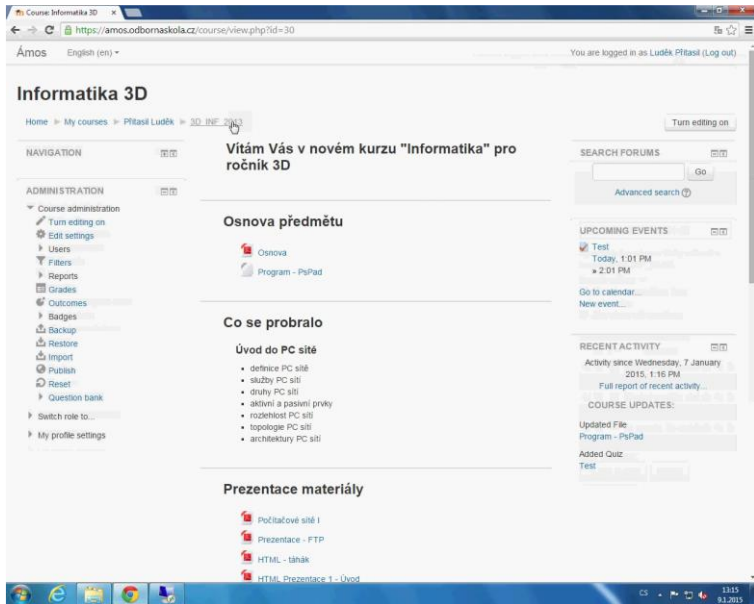 Course: Informatika 3D
https://amos.odbornaskola.cz/course/view.php?id=30
Ámos English (en)
You are logged in as Luděk Přitasil (Log out)
Informatika 3D
Home My courses Přitasil Luděk 3D_INF_2013
Turn editing on
NAVIGATION
ADMINISTRATION
Course administration
Turn editing on
Edit settings
Users
Filters
Reports
Grades
Outcomes
Badges
Backup
Restore
Import
Publish
Reset
Question bank
Switch role to...
My profile settings
Vítám Vás v novém kurzu "Informatika" pro
ročník 3D
Osnova předmětu
Osnova
Program - PsPad
Co se probralo
Úvod do PC sítě
definice PC sítě
služby PC sítí
druhy PC sítí
aktivní a pasivní prvky
rozlehlost PC sítí
topologie PC sítí
architektury PC sítí
Prezentace materiály
Počítačové sítě I
Prezentace - FTP
HTML - tahák
HTML Prezentace 1 - Úvod
SEARCH FORUMS
Go
Advanced search
UPCOMING EVENTS
Test
Today, 1:01 PM
» 2:01 PM
Go to calendar...
New event...
RECENT ACTIVITY
Activity since Wednesday, 7 January
2015, 1:16 PM
Full report of recent activity...
COURSE UPDATES:
Updated File
Program - PsPad
Added Quiz
Test
CS
13:15
9.1.2015